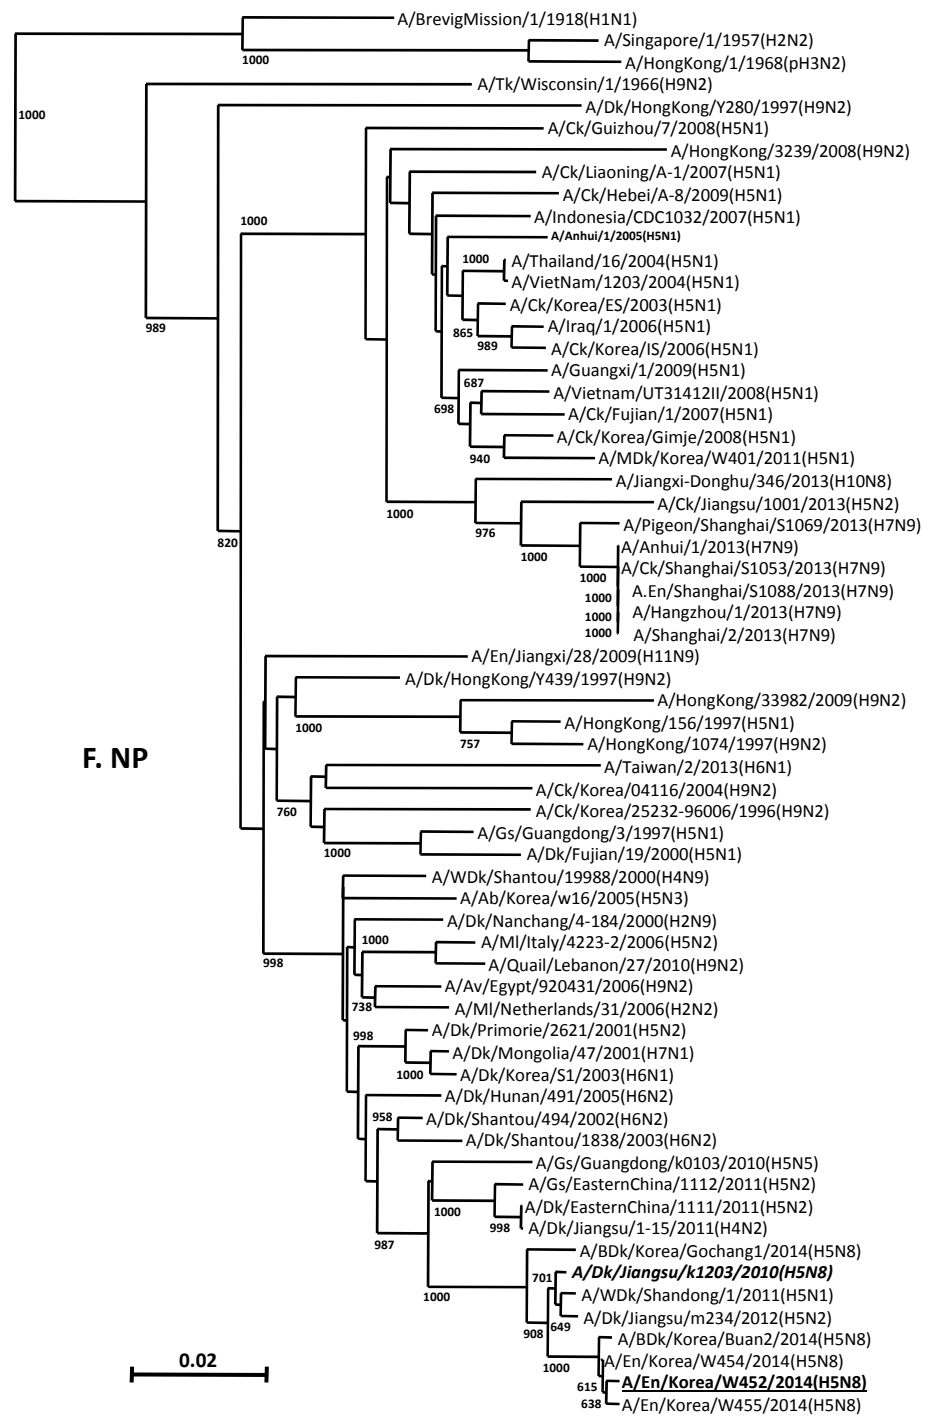 A/BrevigMission/1/1918(H1N1)
A/Singapore/1/1957(H2N2)
1000
A/HongKong/1/1968(pH3N2)
A/Tk/Wisconsin/1/1966(H9N2)
A/Dk/HongKong/Y280/1997(H9N2)
1000
A/Ck/Guizhou/7/2008(H5N1)
A/HongKong/3239/2008(H9N2)
A/Ck/Liaoning/A-1/2007(H5N1)
A/Ck/Hebei/A-8/2009(H5N1)
1000
A/Indonesia/CDC1032/2007(H5N1)
A/Anhui/1/2005(H5N1)
1000
A/Thailand/16/2004(H5N1)
A/VietNam/1203/2004(H5N1)
A/Ck/Korea/ES/2003(H5N1)
989
A/Iraq/1/2006(H5N1)
865
989
A/Ck/Korea/IS/2006(H5N1)
A/Guangxi/1/2009(H5N1)
687
A/Vietnam/UT31412II/2008(H5N1)
698
A/Ck/Fujian/1/2007(H5N1)
A/Ck/Korea/Gimje/2008(H5N1)
940
A/MDk/Korea/W401/2011(H5N1)
A/Jiangxi-Donghu/346/2013(H10N8)
A/Ck/Jiangsu/1001/2013(H5N2)
1000
A/Pigeon/Shanghai/S1069/2013(H7N9)
976
820
A/Anhui/1/2013(H7N9)
1000
A/Ck/Shanghai/S1053/2013(H7N9)
1000
A.En/Shanghai/S1088/2013(H7N9)
1000
A/Hangzhou/1/2013(H7N9)
1000
A/Shanghai/2/2013(H7N9)
1000
A/En/Jiangxi/28/2009(H11N9)
A/Dk/HongKong/Y439/1997(H9N2)
A/HongKong/33982/2009(H9N2)
1000
A/HongKong/156/1997(H5N1)
757
A/HongKong/1074/1997(H9N2)
F. NP
A/Taiwan/2/2013(H6N1)
A/Ck/Korea/04116/2004(H9N2)
760
A/Ck/Korea/25232-96006/1996(H9N2)
A/Gs/Guangdong/3/1997(H5N1)
1000
A/Dk/Fujian/19/2000(H5N1)
A/WDk/Shantou/19988/2000(H4N9)
A/Ab/Korea/w16/2005(H5N3)
A/Dk/Nanchang/4-184/2000(H2N9)
1000
A/Ml/Italy/4223-2/2006(H5N2)
998
A/Quail/Lebanon/27/2010(H9N2)
A/Av/Egypt/920431/2006(H9N2)
738
A/Ml/Netherlands/31/2006(H2N2)
998
A/Dk/Primorie/2621/2001(H5N2)
A/Dk/Mongolia/47/2001(H7N1)
1000
A/Dk/Korea/S1/2003(H6N1)
A/Dk/Hunan/491/2005(H6N2)
958
A/Dk/Shantou/494/2002(H6N2)
A/Dk/Shantou/1838/2003(H6N2)
A/Gs/Guangdong/k0103/2010(H5N5)
A/Gs/EasternChina/1112/2011(H5N2)
1000
A/Dk/EasternChina/1111/2011(H5N2)
998
A/Dk/Jiangsu/1-15/2011(H4N2)
987
A/BDk/Korea/Gochang1/2014(H5N8)
701
A/Dk/Jiangsu/k1203/2010(H5N8)
1000
A/WDk/Shandong/1/2011(H5N1)
A/Dk/Jiangsu/m234/2012(H5N2)
649
908
A/BDk/Korea/Buan2/2014(H5N8)
0.02
A/En/Korea/W454/2014(H5N8)
1000
A/En/Korea/W452/2014(H5N8)
615
638
A/En/Korea/W455/2014(H5N8)